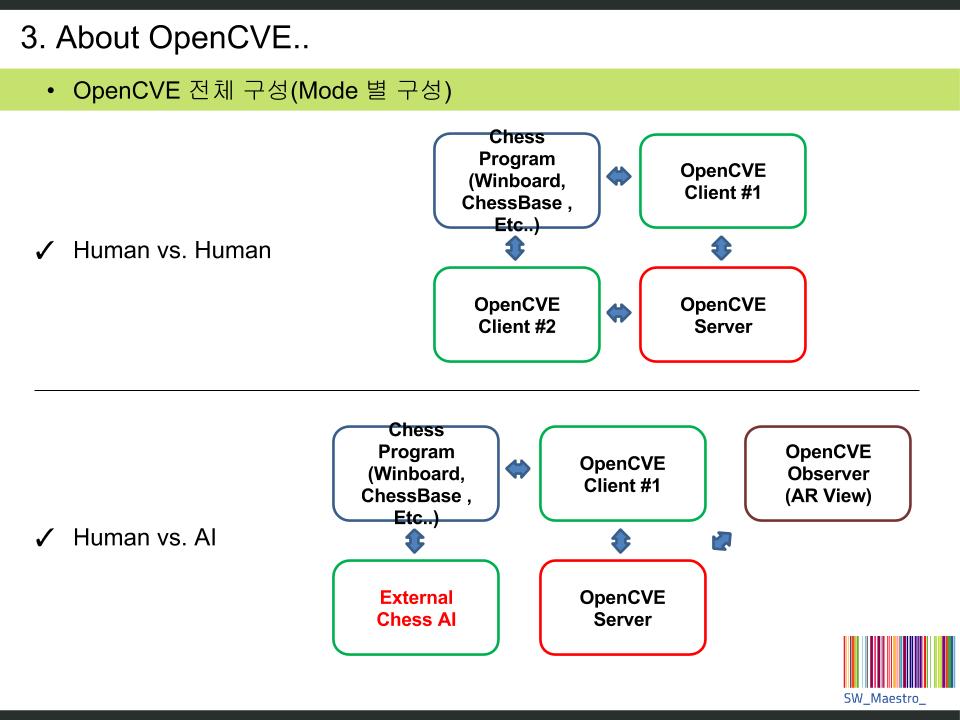 3. About OpenCVE..
• OpenCVE 전체 구성(Mode 별 구성)
✓ Human vs. Human
Chess
Program
(Winboard,
ChessBase ,
Etc..)
OpenCVE
Client #1
OpenCVE
Client #2
OpenCVE
Server
✓ Human vs. AI
Chess
Program
(Winboard,
ChessBase ,
Etc..)
OpenCVE
Client #1
OpenCVE
Observer
(AR View)
External
Chess AI
OpenCVE
Server
SW_Maestro_